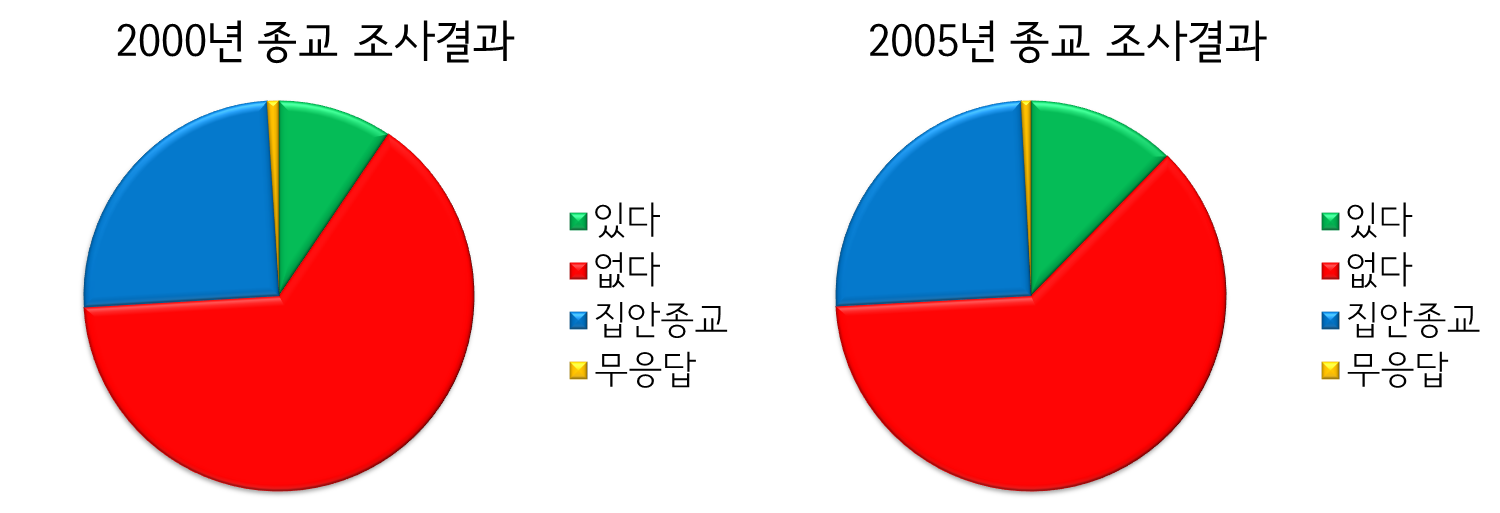 2000년 종교 조사결과
있다
없다
집안종교
무응답
2005년 종교 조사결과
있다
없다
집안종교
무응답